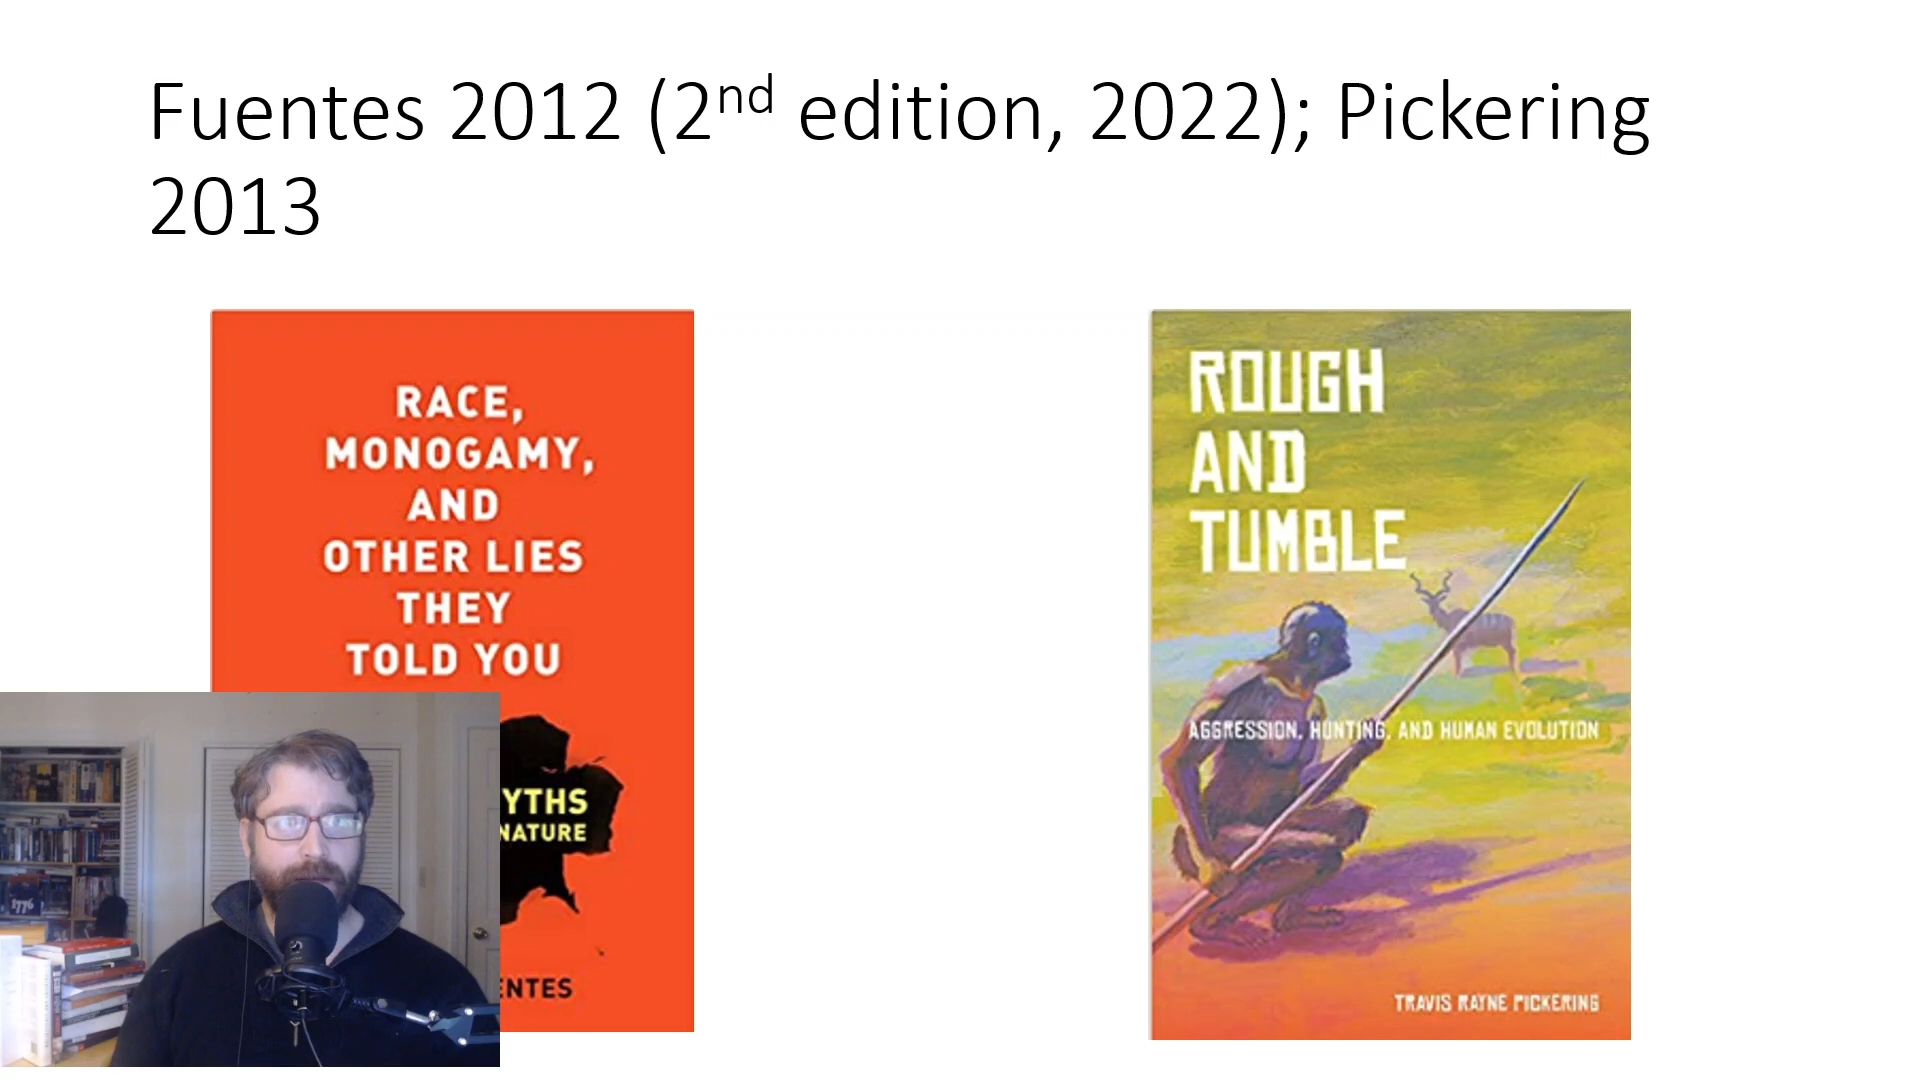 Fuentes 2012 (2nd edition, 2022); Pickering
2013
RACE,
MONOGAMY,
AND
OTHER LIES
THEY
TOLD YOU
YTHS
NATURE
ENTES
ROUGH
AND
TUMBLE
AGGRESSION, HUNTING, AND HUMAN EVOLUTION
TRAVIS RAYNE PICKERING
1776